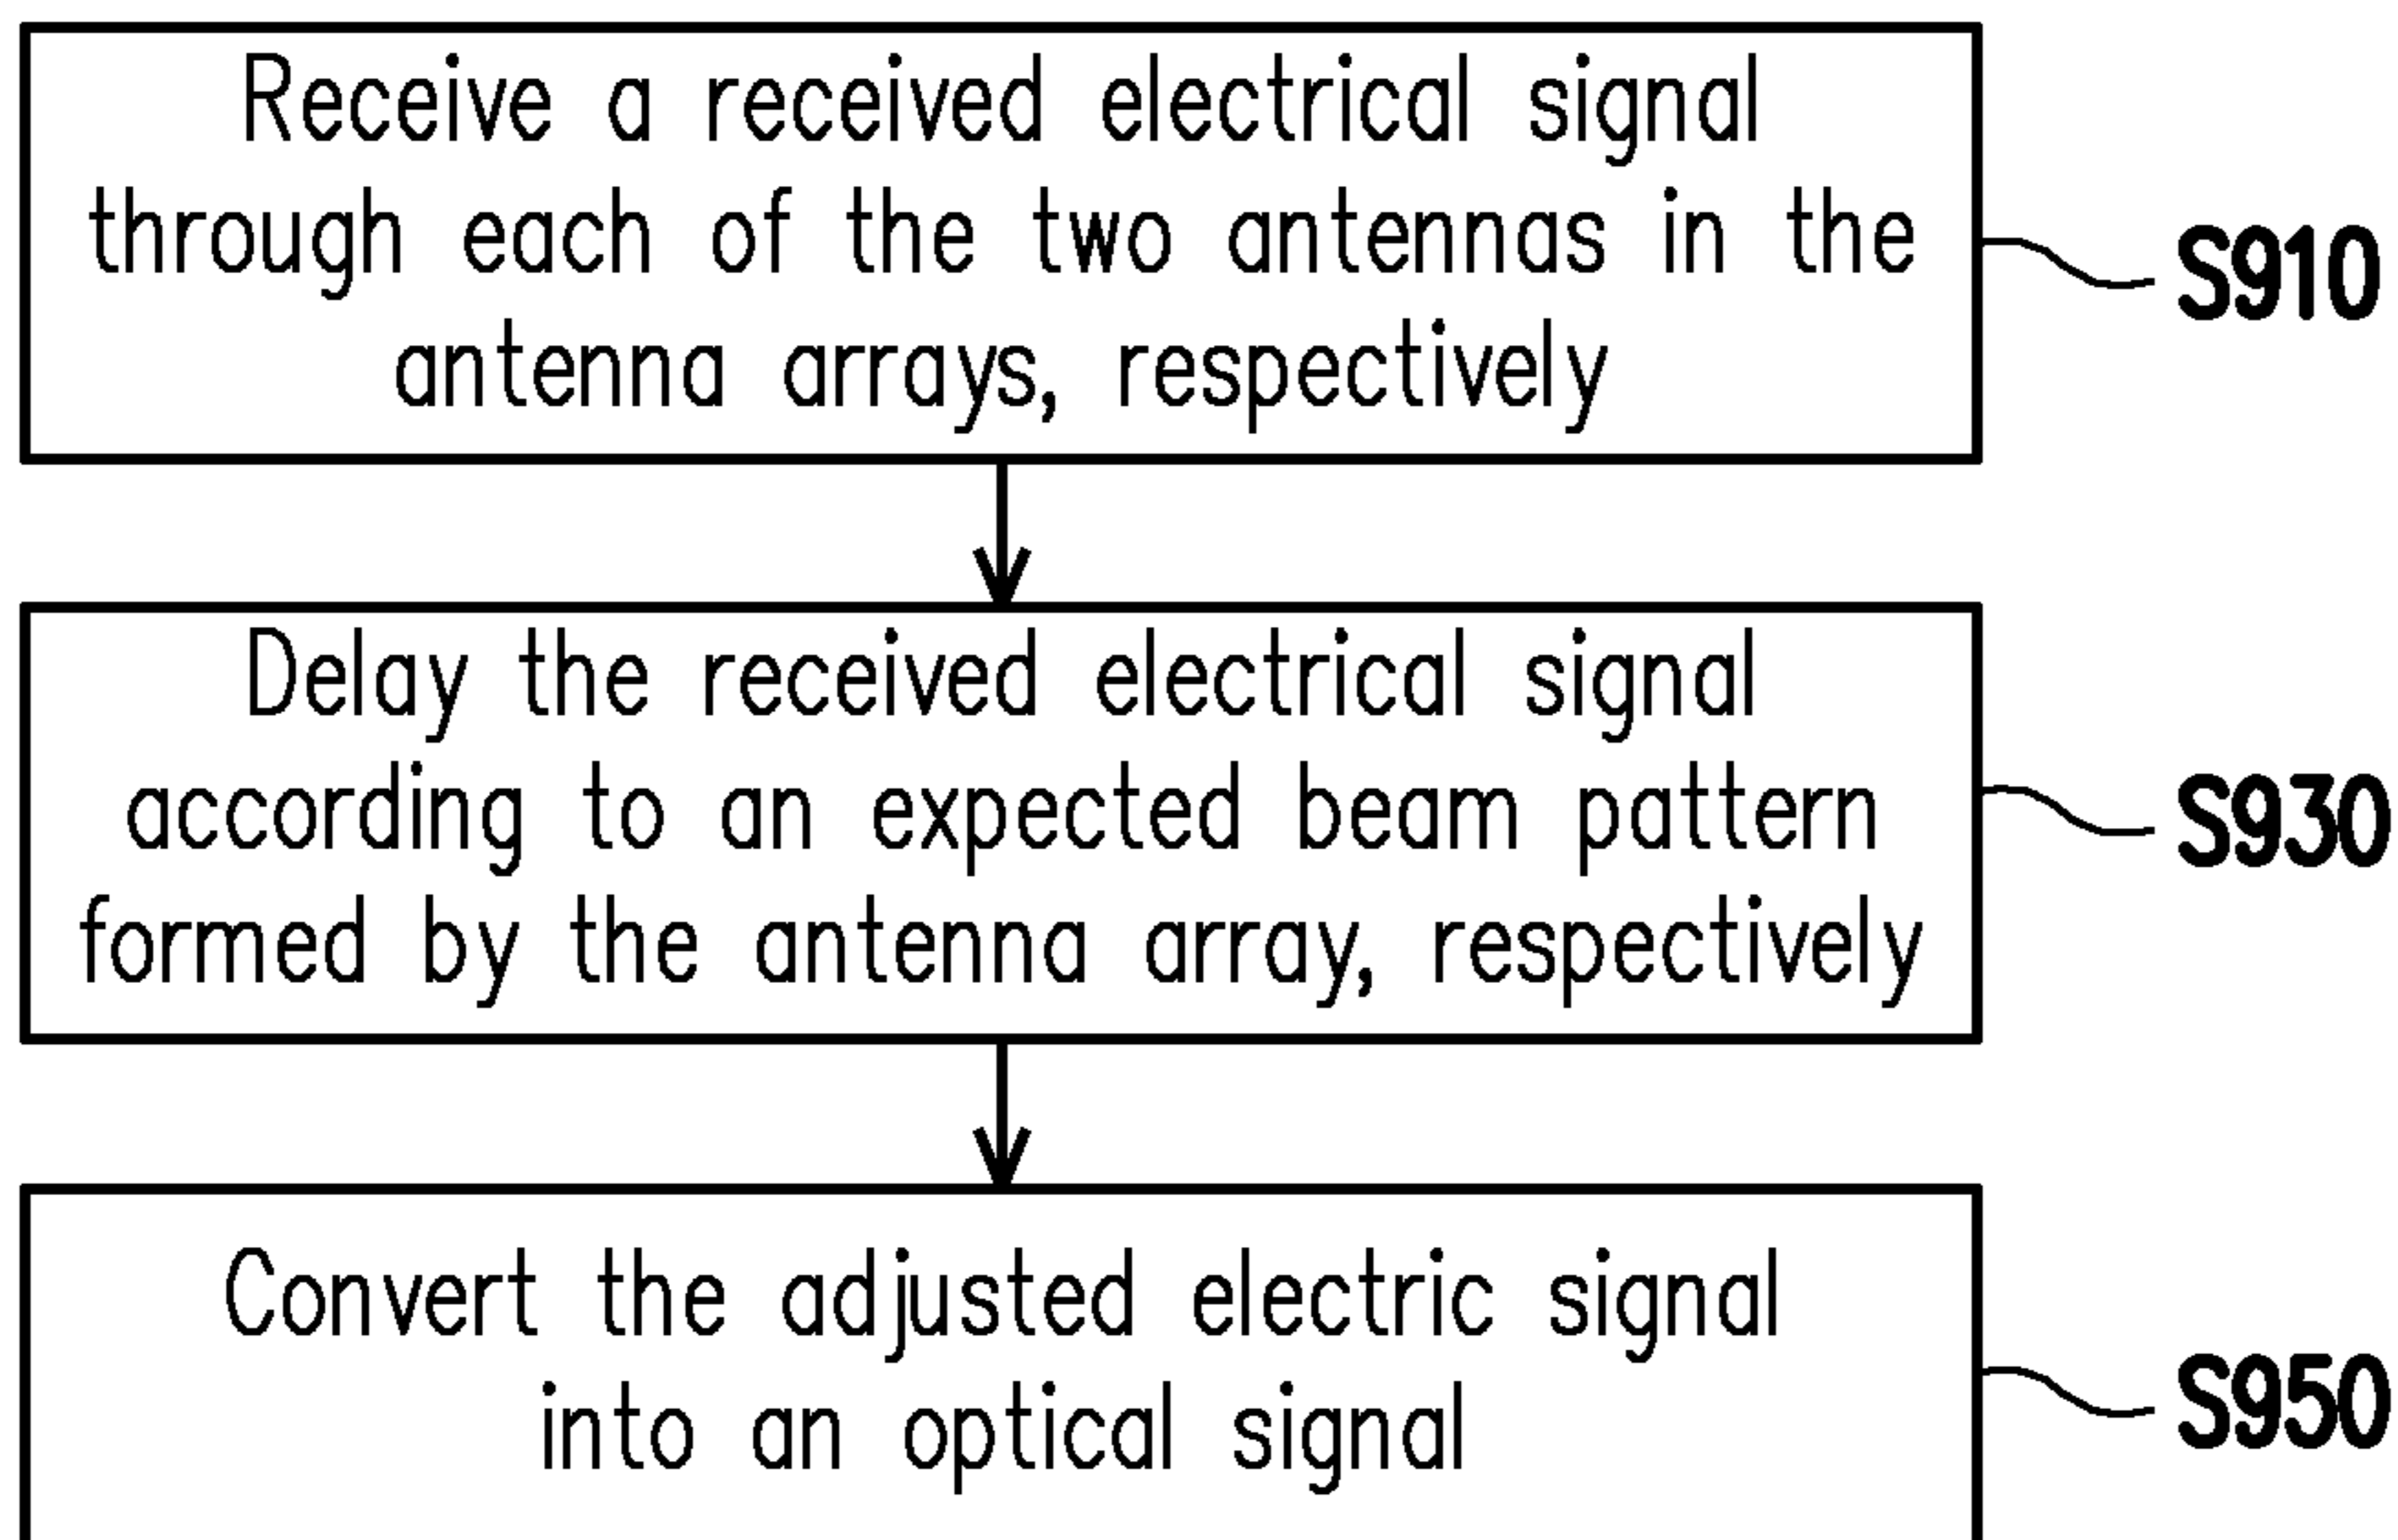 Receive a received electrical signal
through each of the two antennas in the
antenna arrays, respectively
S910
Delay the received electrical signal
according to an expected beam pattern
formed by the antenna array, respectively
S930
Convert the adjusted electric signal
into an optical signal
S950